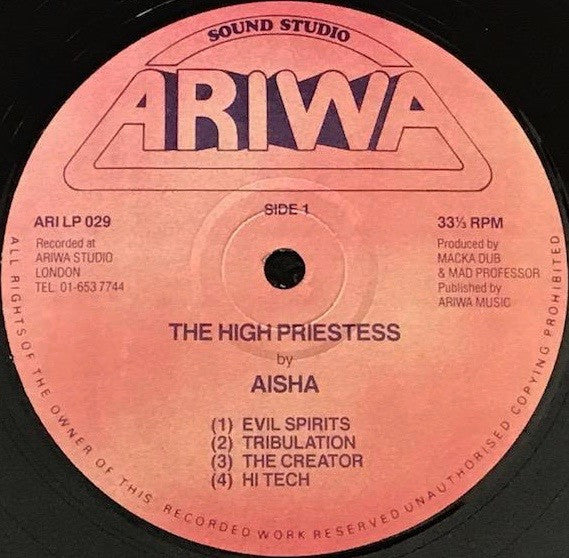 SOUND STUDIO
ARIWA
SIDE 1
ARI LP 029
Recorded at
ARIWA STUDIO
LONDON
TEL. 01-653 7744
33⅓ RPM
Produced by
MACKA DUB
& MAD PROFESSOR
Published by
ARIWA MUSIC
THE HIGH PRIESTESS
by
AISHA
(1) EVIL SPIRITS
(2) TRIBULATION
(3) THE CREATOR
(4) HI TECH
ALL RIGHTS OF THE OWNER OF THIS RECORDED WORK RESERVED UNAUTHORISED COPYING PROHIBITED